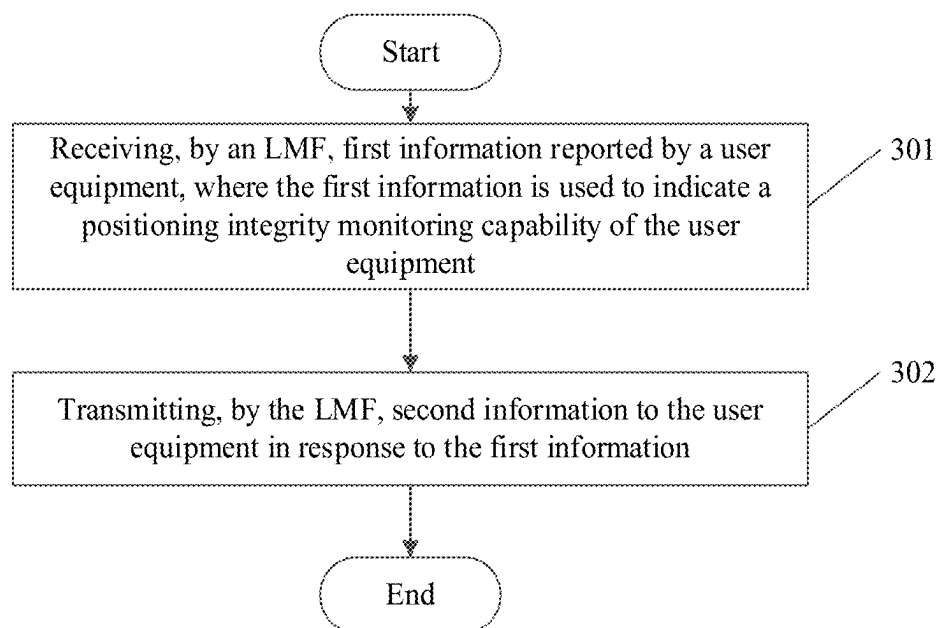 Start
Receiving, by an LMF, first information reported by a user
equipment, where the first information is used to indicate a
positioning integrity monitoring capability of the user
equipment
301
Transmitting, by the LMF, second information to the user
equipment in response to the first information
302
End